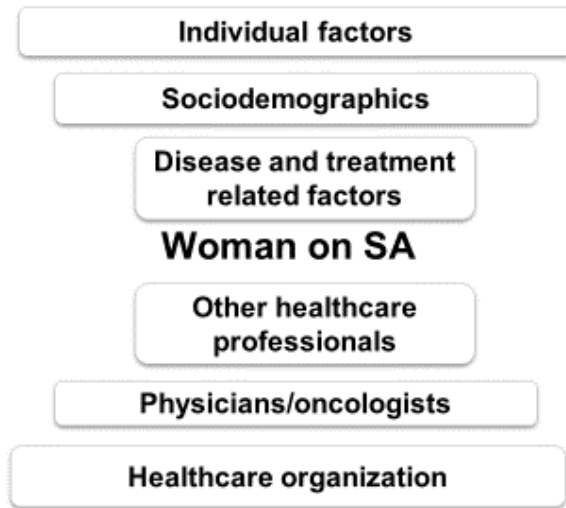 Individual factors
Sociodemographics
Disease and treatment
related factors
Woman on SA
Other healthcare
professionals
Physicians/oncologists
Healthcare organization